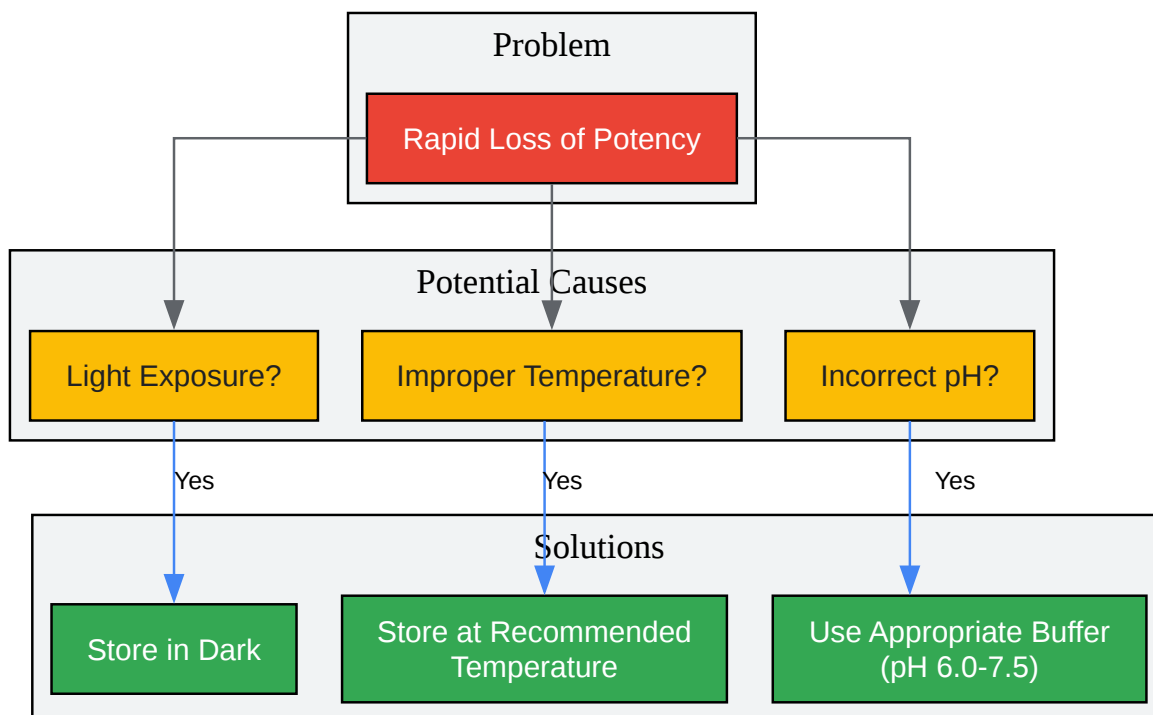 Problem
Rapid Loss of Potency
Potential Causes
Light Exposure?
Improper Temperature?
Incorrect pH?
Yes
Yes
Yes
Solutions
Store in Dark
Store at Recommended
Temperature
Use Appropriate Buffer
(pH 6.0-7.5)